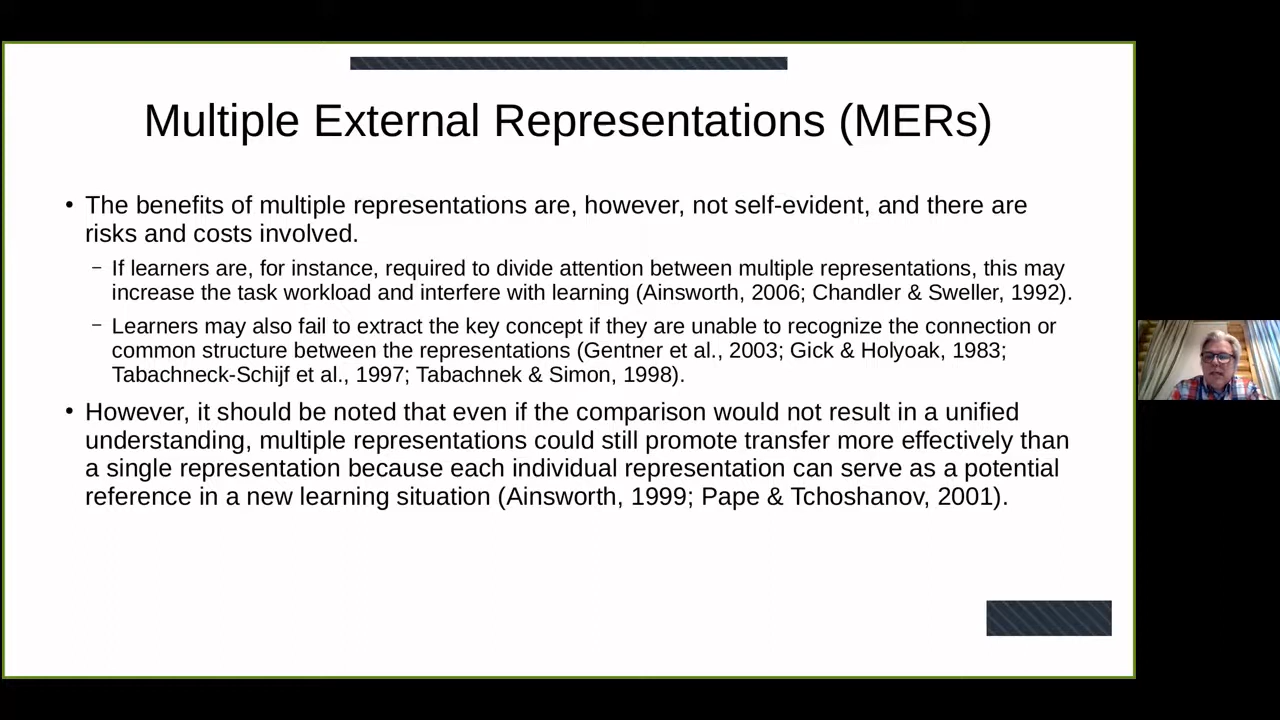 Multiple External Representations (MERs)
• The benefits of multiple representations are, however, not self-evident, and there are
risks and costs involved.
– If learners are, for instance, required to divide attention between multiple representations, this may
increase the task workload and interfere with learning (Ainsworth, 2006; Chandler & Sweller, 1992).
– Learners may also fail to extract the key concept if they are unable to recognize the connection or
common structure between the representations (Gentner et al., 2003; Gick & Holyoak, 1983;
Tabachneck-Schijf et al., 1997; Tabachnek & Simon, 1998).
• However, it should be noted that even if the comparison would not result in a unified
understanding, multiple representations could still promote transfer more effectively than
a single representation because each individual representation can serve as a potential
reference in a new learning situation (Ainsworth, 1999; Pape & Tchoshanov, 2001).